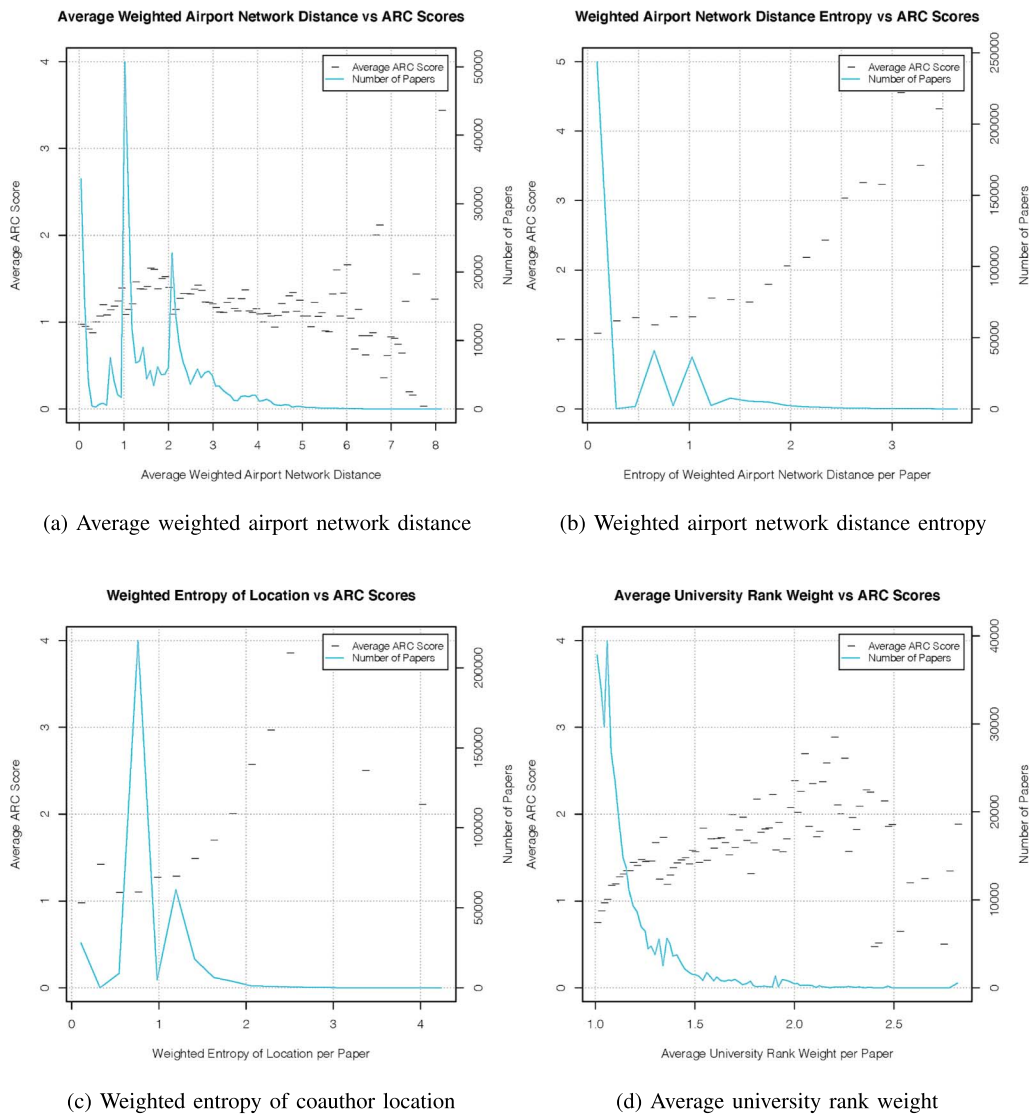 Average Weighted Airport Network Distance vs ARC Scores
Average ARC Score
Number of Papers
0
1
2
3
4
0
10000
20000
30000
40000
50000
0 1 2 3 4 5 6 7 8
Average Weighted Airport Network Distance
Average ARC Score
Number of Papers
(a) Average weighted airport network distance
Weighted Airport Network Distance Entropy vs ARC Scores
Average ARC Score
Number of Papers
0
1
2
3
4
5
0
50000
100000
150000
200000
250000
0 1 2 3
Entropy of Weighted Airport Network Distance per Paper
Average ARC Score
Number of Papers
(b) Weighted airport network distance entropy
Weighted Entropy of Location vs ARC Scores
Average ARC Score
Number of Papers
0
1
2
3
4
0
50000
100000
150000
200000
0 1 2 3 4
Weighted Entropy of Location per Paper
Average ARC Score
Number of Papers
(c) Weighted entropy of coauthor location
Average University Rank Weight vs ARC Scores
Average ARC Score
Number of Papers
0
1
2
3
4
0
10000
20000
30000
40000
1.0 1.5 2.0 2.5
Average University Rank Weight per Paper
Average ARC Score
Number of Papers
(d) Average university rank weight